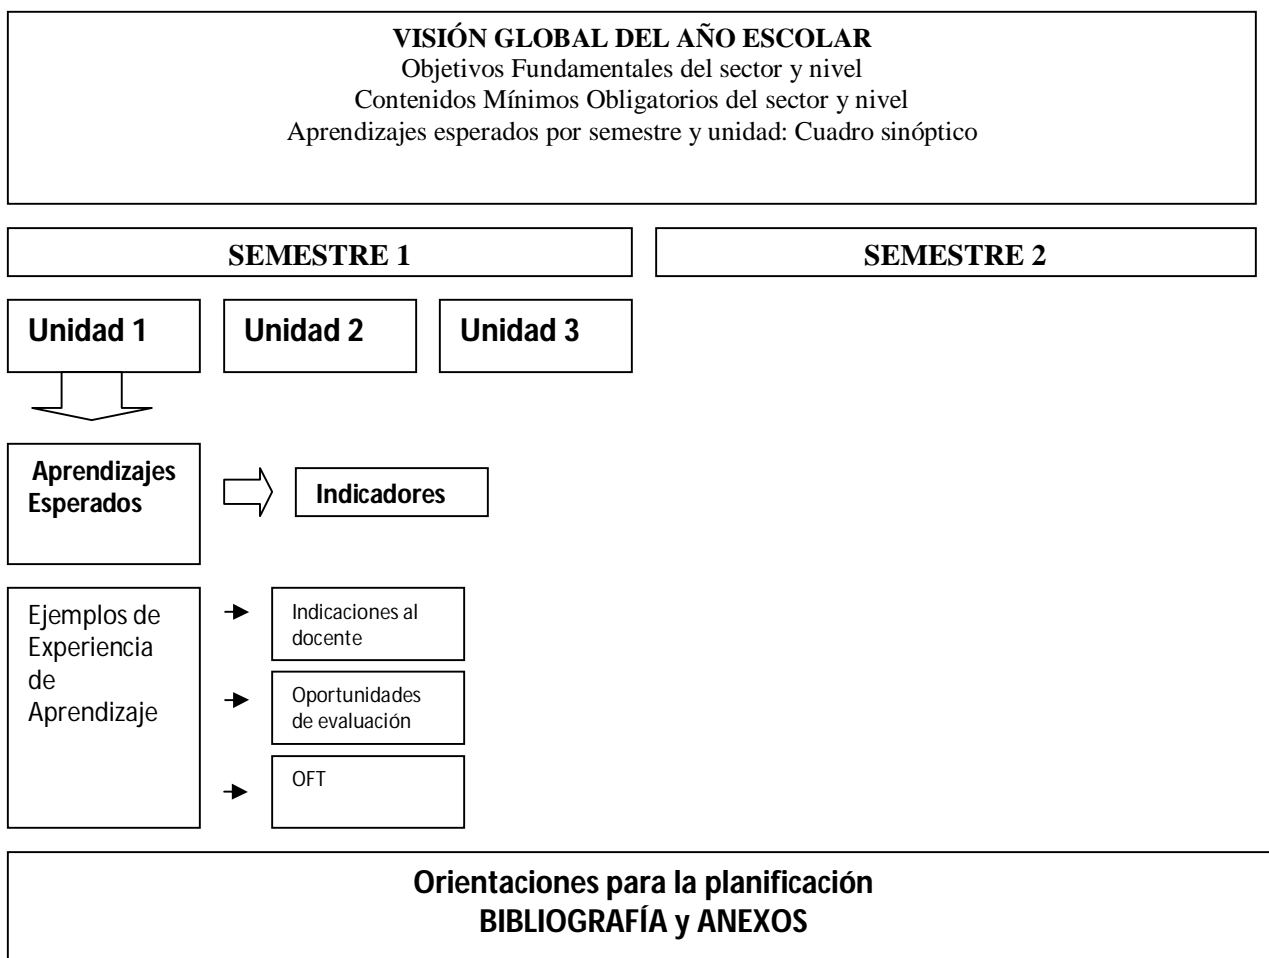 VISIÓN GLOBAL DEL AÑO ESCOLAR
Objetivos Fundamentales del sector y nivel
Contenidos Mínimos Obligatorios del sector y nivel
Aprendizajes esperados por semestre y unidad: Cuadro sinóptico
SEMESTRE 1
SEMESTRE 2
Unidad 1
Unidad 2
Unidad 3
Aprendizajes
Esperados
Indicadores
Ejemplos de
Experiencia
de
Aprendizaje
Indicaciones al
docente
Oportunidades
de evaluación
OFT
Orientaciones para la planificación
BIBLIOGRAFÍA y ANEXOS